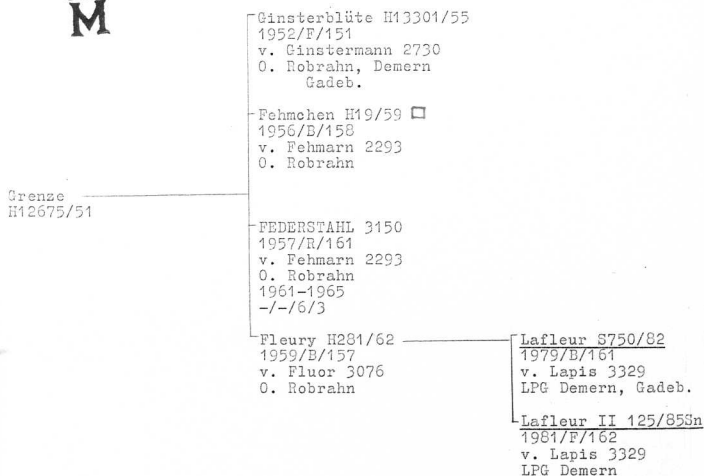 M
Ginsterblüte H13301/55
1952/F/151
v. Ginstermann 2730
O. Robrahn, Demern
Gadeb.
Fehmchen H19/59
1956/B/158
v. Fehmarn 2293
O. Robrahn
Grenze
H12675/51
FEDERSTAHL 3150
1957/R/161
v. Fehmarn 2293
O. Robrahn
1961-1965
-/-/6/3
Fleury H281/62
1959/B/157
v. Fluor 3076
O. Robrahn
Lafleur S750/82
1979/B/161
v. Lapis 3329
LPG Demern, Gadeb.
Lafleur II 125/85Sn
1981/F/162
v. Lapis 3329
LPG Demern